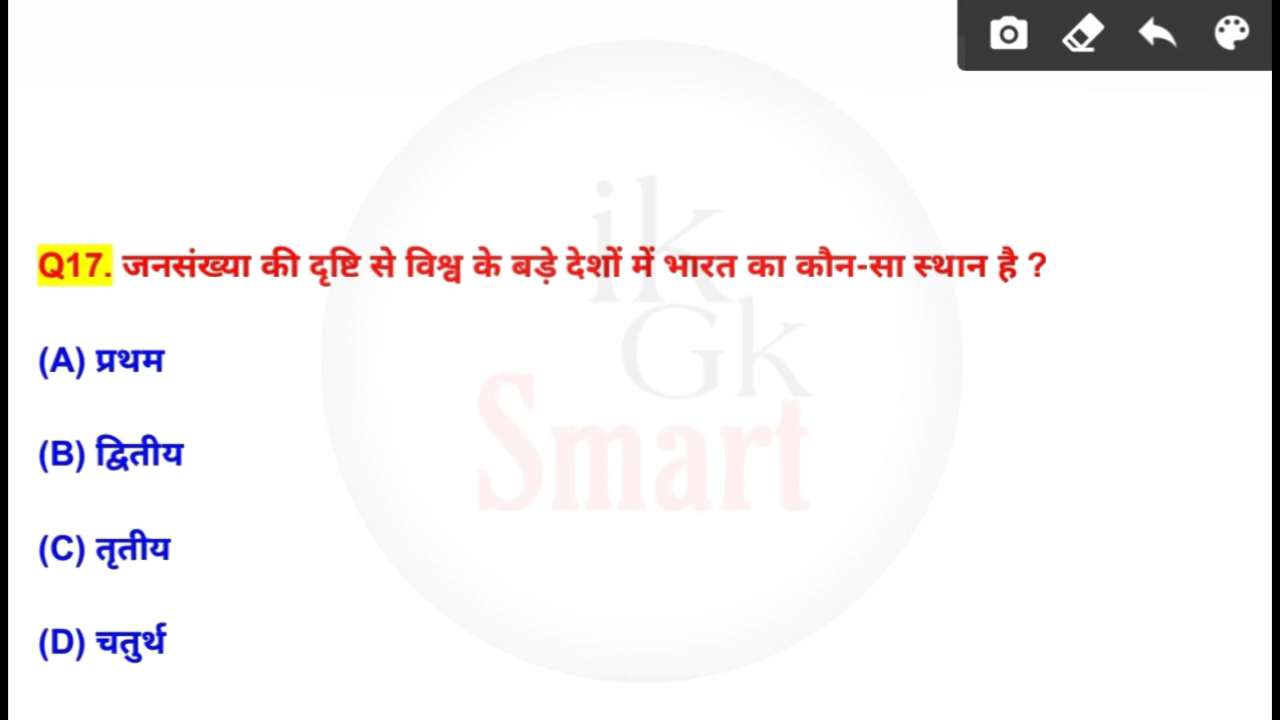 Q17. जनसंख्या की दृष्टि से विश्व के बड़े देशों में भारत का कौन-सा स्थान है ?
(A) प्रथम
(B) द्वितीय
(C) तृतीय
(D) चतुर्थ
ik
Gk
Smart